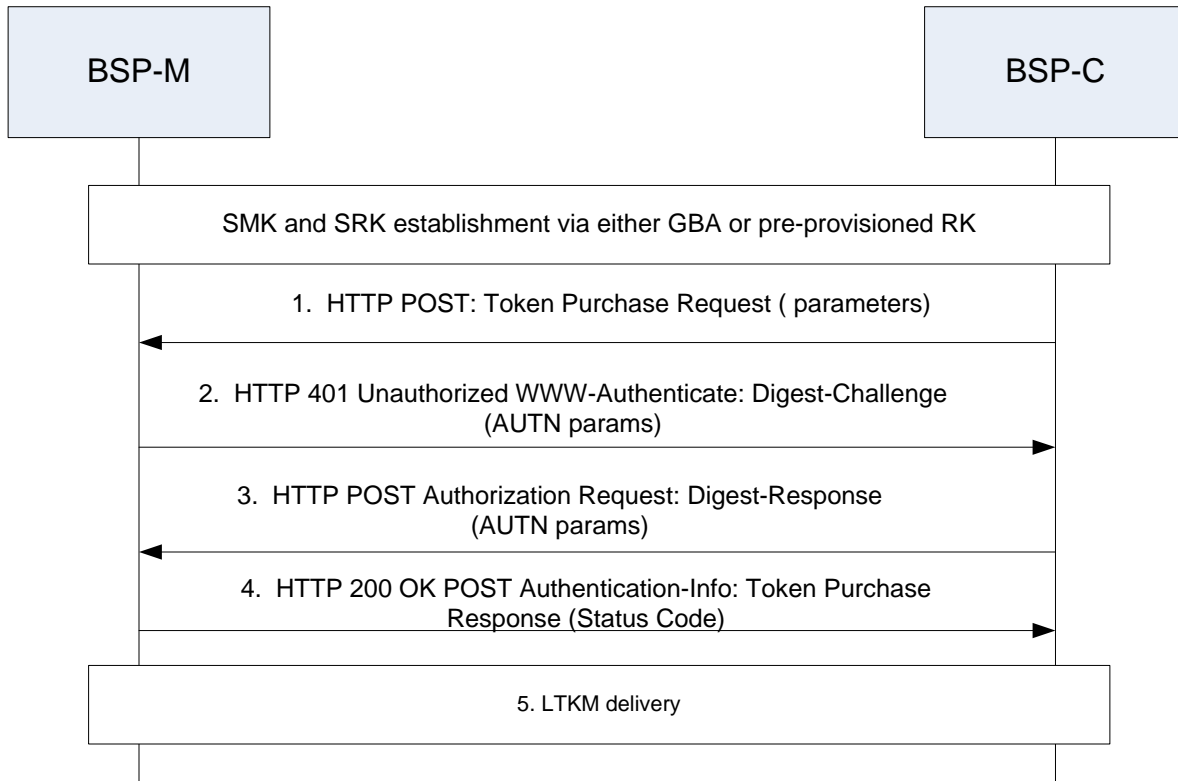 BSP-M
BSP-C
SMK and SRK establishment via either GBA or pre-provisioned RK
1. HTTP POST: Token Purchase Request ( parameters)
2. HTTP 401 Unauthorized WWW-Authenticate: Digest-Challenge
(AUTN params)
3. HTTP POST Authorization Request: Digest-Response
(AUTN params)
4. HTTP 200 OK POST Authentication-Info: Token Purchase
Response (Status Code)
5. LTKM delivery